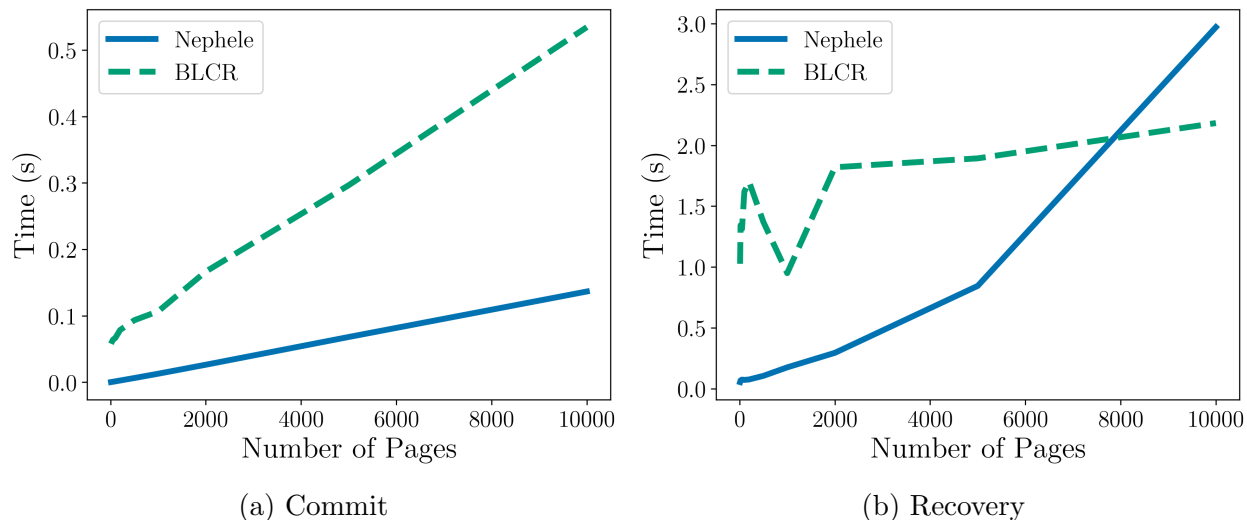 Nephele
BLCR
0.5
0.4
0.3
0.2
0.1
0.0
Time (s)
0 2000 4000 6000 8000 10000
Number of Pages
(a) Commit
Nephele
BLCR
3.0
2.5
2.0
1.5
1.0
0.5
0.0
Time (s)
0 2000 4000 6000 8000 10000
Number of Pages
(b) Recovery